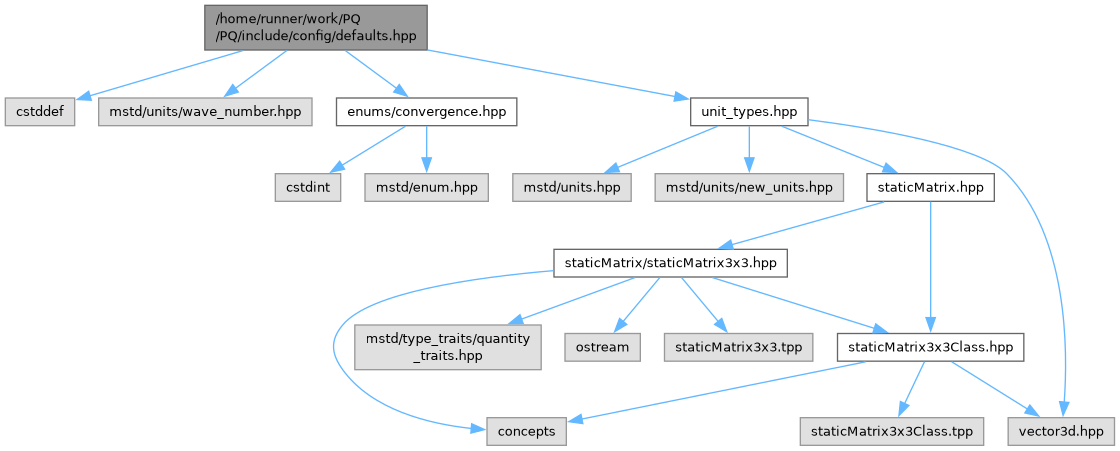 /home/runner/work/PQ
/PQ/include/config/defaults.hpp
cstddef
mstd/units/wave_number.hpp
enums/convergence.hpp
unit_types.hpp
cstdint
mstd/enum.hpp
mstd/units.hpp
mstd/units/new_units.hpp
staticMatrix.hpp
staticMatrix/staticMatrix3x3.hpp
mstd/type_traits/quantity
_traits.hpp
ostream
staticMatrix3x3.tpp
staticMatrix3x3Class.hpp
concepts
staticMatrix3x3Class.tpp
vector3d.hpp